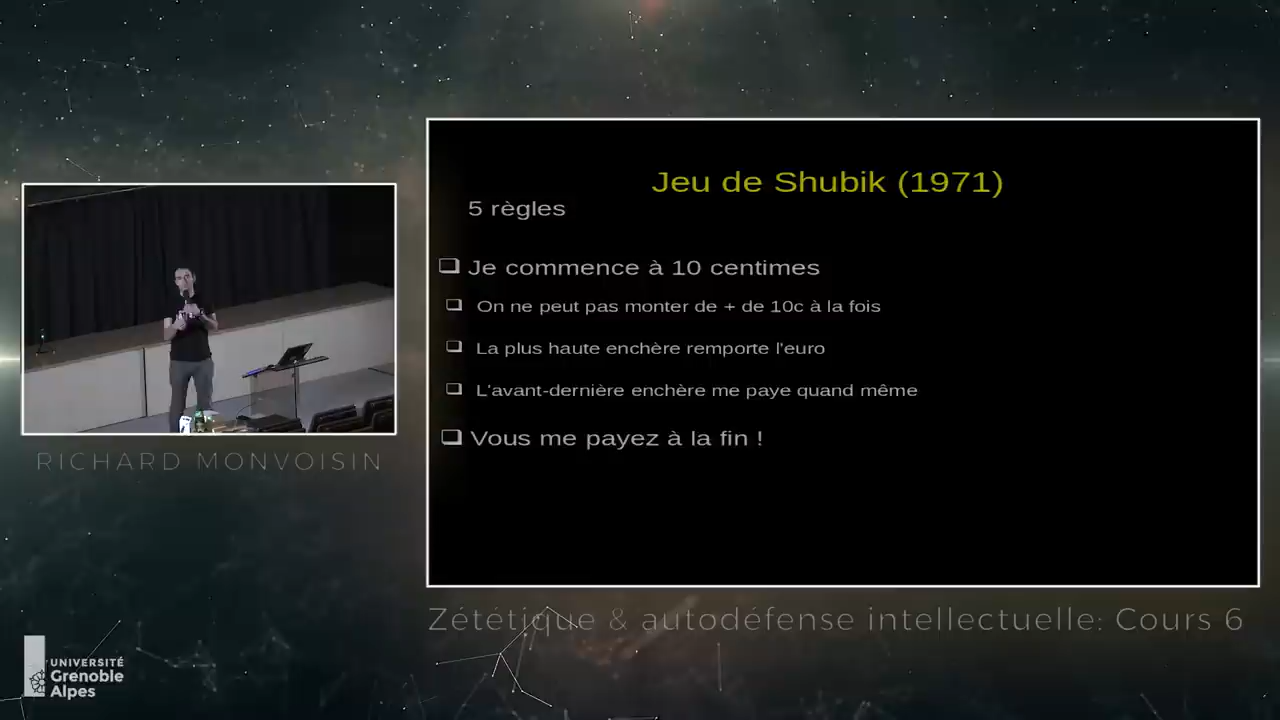 Jeu de Shubik (1971)
5 règles
Je commence à 10 centimes
On ne peut pas monter de + de 10c à la fois
La plus haute enchère remporte l'euro
L'avant-dernière enchère me paye quand même
Vous me payez à la fin !
RICHARD MONVOISIN
Zététique & autodéfense intellectuelle: Cours 6
UNIVERSITÉ
Grenoble
Alpes